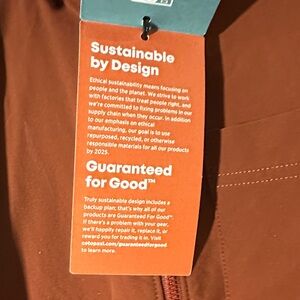 Sustainable
by Design
Ethical sustainability means focusing on
people and the planet. We strive to work
with factories that treat people right, and
we're committed to fixing problems in our
supply chain when they occur. In addition
to our emphasis on ethical
manufacturing, our goal is to use
repurposed, recycled, or otherwise
responsible materials for all our products
by 2025.
Guaranteed
for Good™
Truly sustainable design includes a
backup plan; that's why all of our
products are Guaranteed For Good™.
If there's a problem with your gear,
we'll happily repair it, replace it, or
reward you for trading it in. Visit
cotopaxi.com/guaranteedforgood
to learn more.